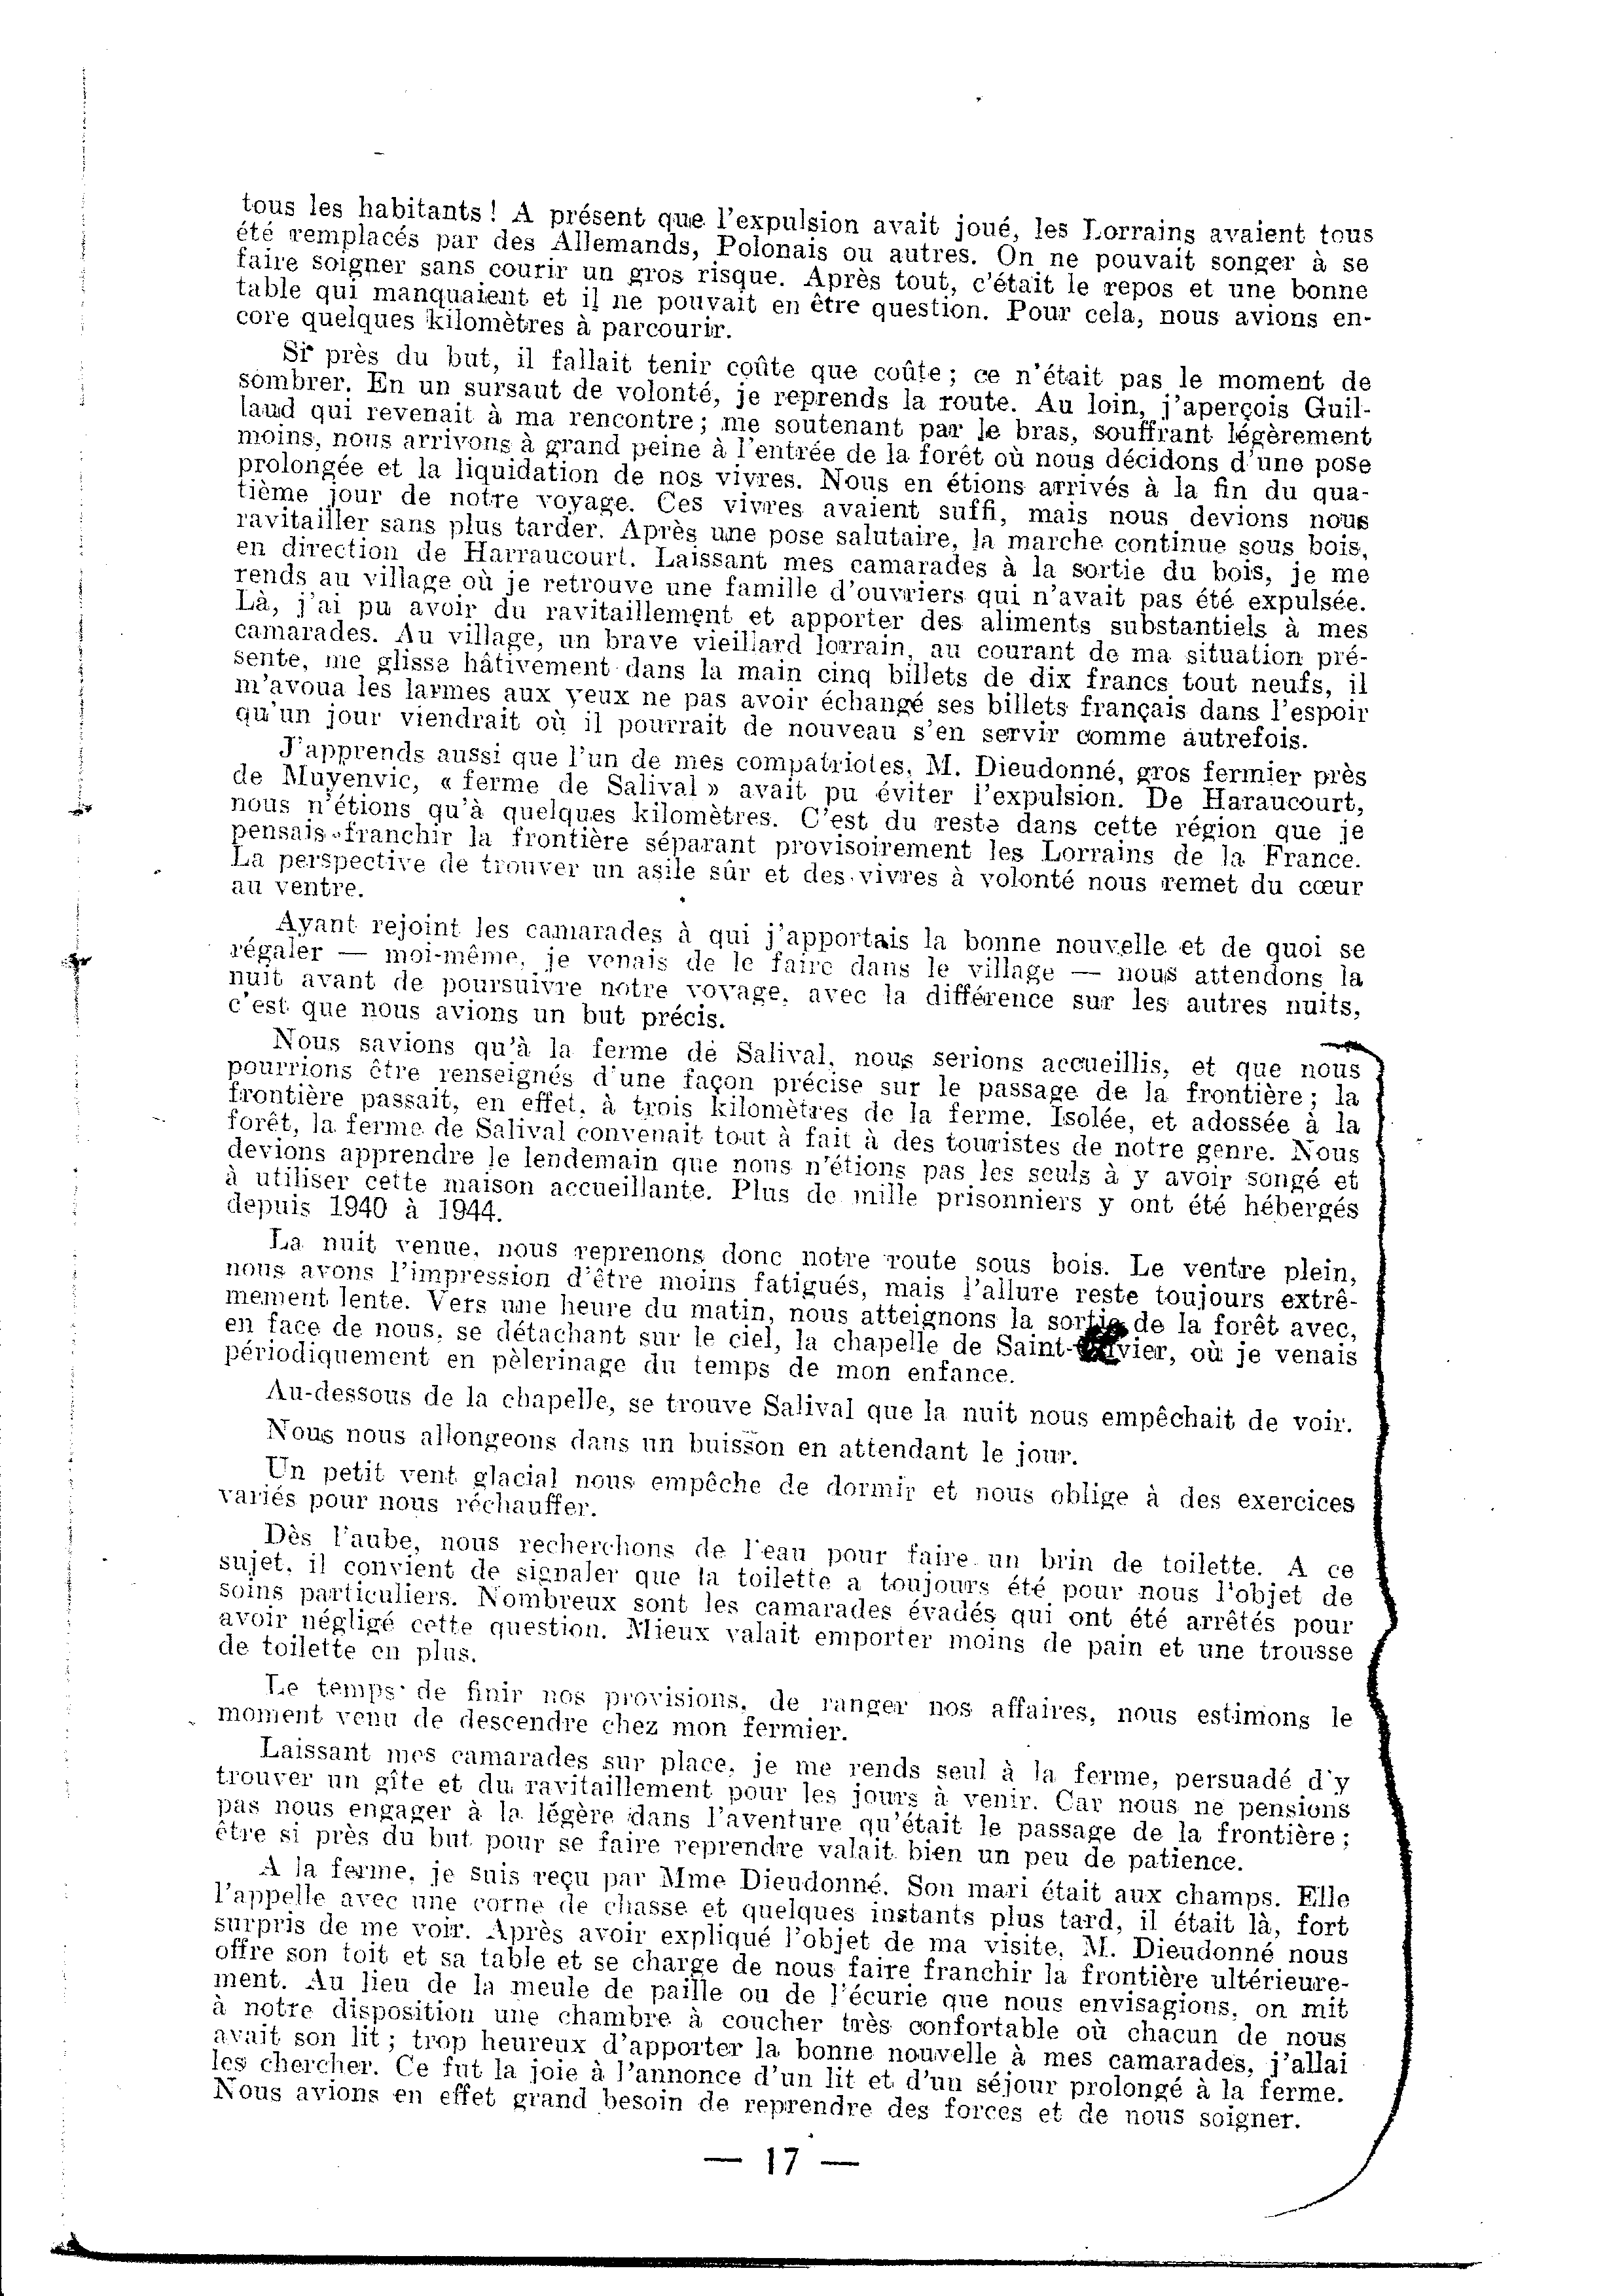 tous les habitants! A présent que l'expulsion avait joué, les Lorrains avaient tous
été remplacés par des Allemands, Polonais ou autres. On ne pouvait songer à se
faire soigner sans courir un gros risque. Après tout, c'était le repos et une bonne
table qui manquaient et il ne pouvait en être question. Pour cela, nous avions en-
core quelques kilomètres à parcourir.
Si près du but, il fallait tenir coûte que coûte; ce n'était pas le moment de
sombrer. En un sursaut de volonté, je reprends la route. Au loin, j'aperçois Guil-
laud qui revenait à ma rencontre; me soutenant par le bras, souffrant légèrement
moins, nous arrivons à grand peine à l'entrée de la forêt où nous décidons d'une pose
prolongée et la liquidation de nos vivres. Nous en étions arrivés à la fin du qua-
tième jour de notre voyage. Ces vivres avaient suffi, mais nous devions nous
ravitailler sans plus tarder. Après une pose salutaire, la marche continue sous bois,
en direction de Harraucourt. Laissant mes camarades à la sortie du bois, je me
rends au village où je retrouve une famille d'ouvriers qui n'avait pas été expulsée.
Là, j'ai pu avoir du ravitaillement et apporter des aliments substantiels à mes
camarades. Au village, un brave vieillard lorrain, au courant de ma situation pré-
sente, me glisse hâtivement dans la main cinq billets de dix francs tout neufs, il
m'avoua les larmes aux yeux ne pas avoir échangé ses billets français dans l'espoir
qu'un jour viendrait où il pourrait de nouveau s'en servir comme autrefois.
J'apprends aussi que l'un de mes compatriotes, M. Dieudonné, gros fermier près
de Muyenvic, « ferme de Salival » avait pu éviter l'expulsion. De Haraucourt,
nous n'étions qu'à quelques kilomètres. C'est du reste dans cette région que je
pensais franchir la frontière séparant provisoirement les Lorrains de la France.
La perspective de trouver un asile sûr et des vivres à volonté nous remet du cœur
au ventre.
Ayant rejoint les camarades à qui j'apportais la bonne nouvelle et de quoi se
régaler — moi-même, je venais de le faire dans le village — nous attendons la
nuit avant de poursuivre notre voyage, avec la différence sur les autres nuits,
c'est que nous avions un but précis.
Nous savions qu'à la ferme de Salival, nous serions accueillis, et que nous
pourrions être renseignés d'une façon précise sur le passage de la frontière; la
frontière passait, en effet, à trois kilomètres de la ferme. Isolée, et adossée à la
forêt, la ferme de Salival convenait tout à fait à des touristes de notre genre. Nous
devions apprendre le lendemain que nous n'étions pas les seuls à y avoir songé et
à utiliser cette maison accueillante. Plus de mille prisonniers y ont été hébergés
depuis 1940 à 1944.
La nuit venue, nous reprenons donc notre route sous bois. Le ventre plein,
nous avons l'impression d'être moins fatigués, mais l'allure reste toujours extrê-
mement lente. Vers une heure du matin, nous atteignons la sortie de la forêt avec,
en face de nous, se détachant sur le ciel, la chapelle de Saint- vier, où je venais
périodiquement en pèlerinage du temps de mon enfance.
Au-dessous de la chapelle, se trouve Salival que la nuit nous empêchait de voir.
Nous nous allongeons dans un buisson en attendant le jour.
Un petit vent glacial nous empêche de dormir et nous oblige à des exercices
variés pour nous réchauffer.
Dès l'aube, nous recherchons de l'eau pour faire un brin de toilette. A ce
sujet, il convient de signaler que la toilette a toujours été pour nous l'objet de
soins particuliers. Nombreux sont les camarades évadés qui ont été arrêtés pour
avoir négligé cette question. Mieux valait emporter moins de pain et une trousse
de toilette en plus.
Le temps de finir nos provisions, de ranger nos affaires, nous estimons le
moment venu de descendre chez mon fermier.
Laissant mes camarades sur place, je me rends seul à la ferme, persuadé d'y
trouver un gîte et du ravitaillement pour les jours à venir. Car nous ne pensions
pas nous engager à la légère dans l'aventure qu'était le passage de la frontière;
être si près du but pour se faire reprendre valait bien un peu de patience.
A la ferme, je suis reçu par Mme Dieudonné. Son mari était aux champs. Elle
l'appelle avec une corne de chasse et quelques instants plus tard, il était là, fort
surpris de me voir. Après avoir expliqué l'objet de ma visite, M. Dieudonné nous
offre son toit et sa table et se charge de nous faire franchir la frontière ultérieure-
ment. Au lieu de la meule de paille ou de l'écurie que nous envisagions, on mit
à notre disposition une chambre à coucher très confortable où chacun de nous
avait son lit; trop heureux d'apporter la bonne nouvelle à mes camarades, j'allai
les chercher. Ce fut la joie à l'annonce d'un lit et d'un séjour prolongé à la ferme.
Nous avions en effet grand besoin de reprendre des forces et de nous soigner.
— 17 —